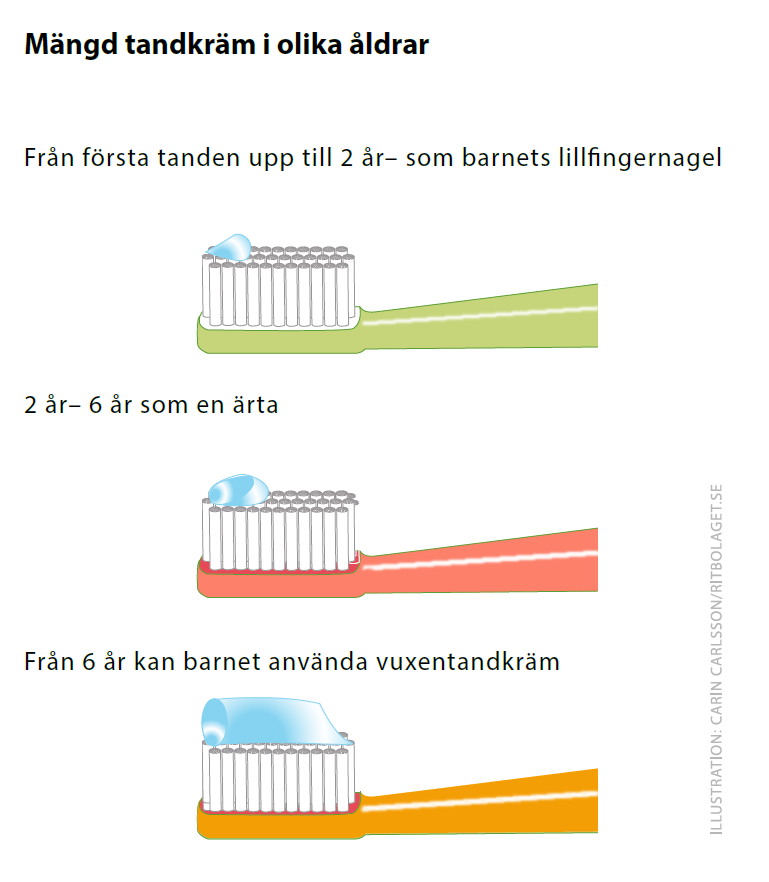 Mängd tandkräm i olika åldrar
Från första tanden upp till 2 år– som barnets lillfingernagel
2 år– 6 år som en ärta
Från 6 år kan barnet använda vuxentandkräm
ILLUSTRATION: CARIN CARLSSON/RITBOLAGET.SE